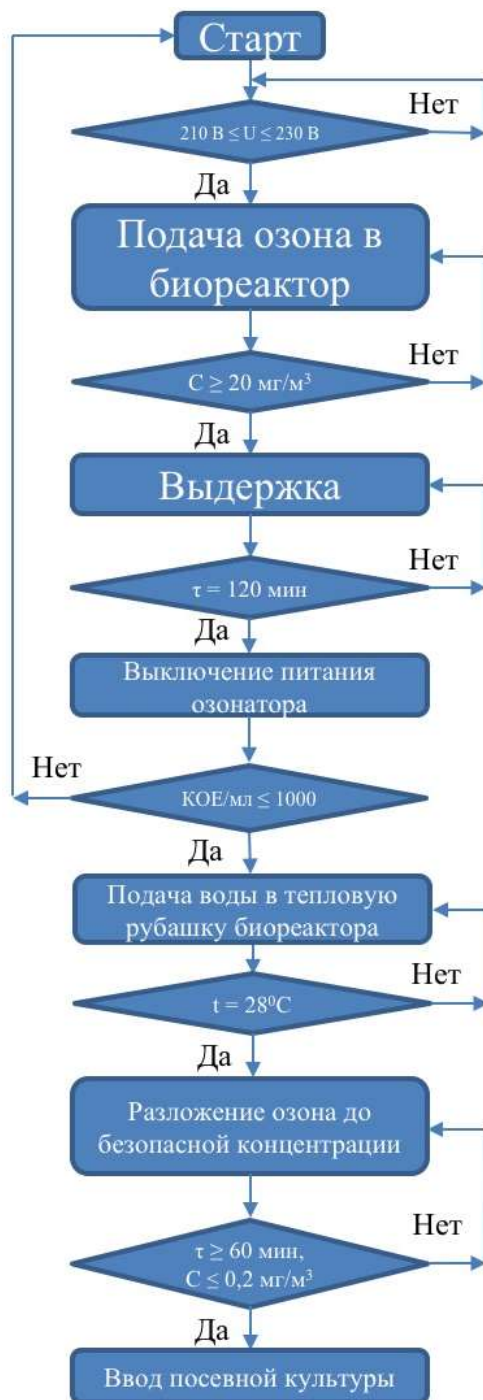 Старт
Нет
210 В ≤ U ≤ 230 В
Да
Подача озона в
биореактор
Нет
C ≥ 20 мг/м³
Да
Выдержка
Нет
τ = 120 мин
Да
Выключение питания
озонатора
Нет
КОЕ/мл ≤ 1000
Да
Подача воды в тепловую
рубашку биореактора
Нет
t = 28⁰C
Да
Разложение озона до
безопасной концентрации
Нет
τ ≥ 60 мин,
C ≤ 0,2 мг/м³
Да
Ввод посевной культуры